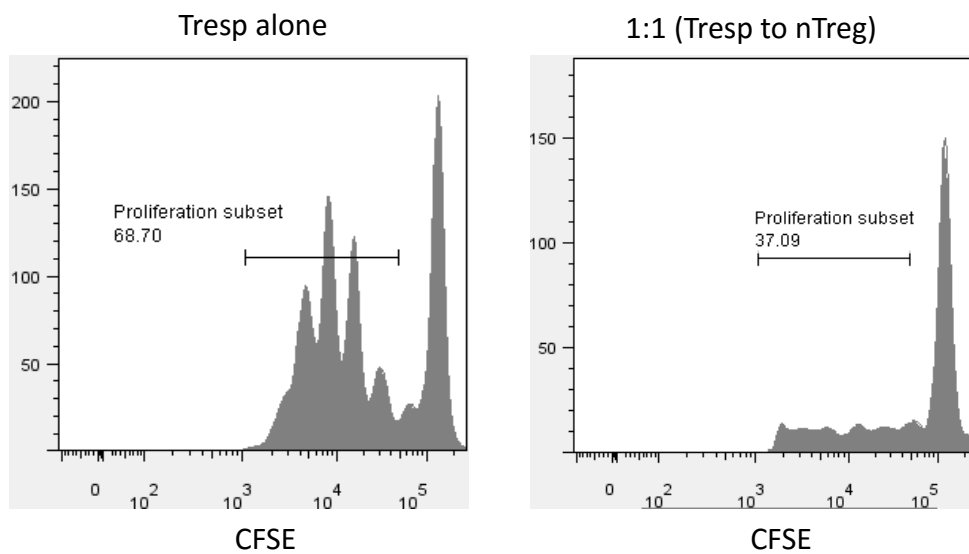 Tresp alone
200
150
100
50
Proliferation subset
68.70
0 10^2 10^3 10^4 10^5
CFSE
1:1 (Tresp to nTreg)
150
100
50
Proliferation subset
37.09
0 10^2 10^3 10^4 10^5
CFSE